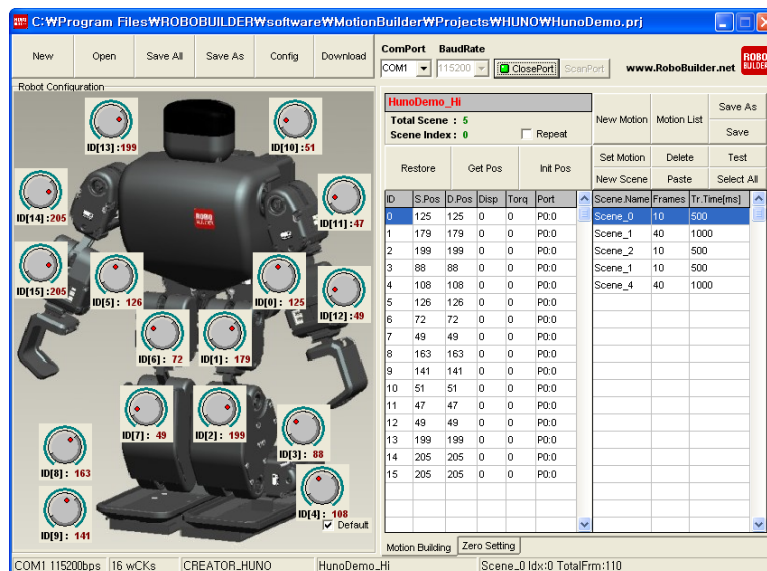 C:₩Program Files₩ROBOBUILDER₩software₩MotionBuilder₩Projects₩HUNO₩HunoDemo.prj
New Open Save All Save As Config Download
ComPort BaudRate
COM1 115200 ClosePort ScanPort www.RoboBuilder.net ROBO BUILDER
Robot Configuration
ID[13]:199
ID[10]:51
ID[14]:205
ID[11]:47
ROBO BUILDER
ID[15]:205
ID[5]: 126
ID[0]: 125
ID[12]:49
ID[6]: 72
ID[1]: 179
ID[7]: 49
ID[2]: 199
ID[3]: 88
ID[8]: 163
ID[4]: 108
Default
ID[9]: 141
HunoDemo_Hi
Total Scene : 5
Scene Index: 0 Repeat
New Motion Motion List Save As
Save
Restore Get Pos Init Pos
Set Motion Delete Test
New Scene Paste Select All
ID S.Pos D.Pos Disp Torq Port
0 125 125 0 0 P0:0
1 179 179 0 0 P0:0
2 199 199 0 0 P0:0
3 88 88 0 0 P0:0
4 108 108 0 0 P0:0
5 126 126 0 0 P0:0
6 72 72 0 0 P0:0
7 49 49 0 0 P0:0
8 163 163 0 0 P0:0
9 141 141 0 0 P0:0
10 51 51 0 0 P0:0
11 47 47 0 0 P0:0
12 49 49 0 0 P0:0
13 199 199 0 0 P0:0
14 205 205 0 0 P0:0
15 205 205 0 0 P0:0
Scene.Name Frames Tr.Time[ms]
Scene_0 10 500
Scene_1 40 1000
Scene_2 10 500
Scene_1 10 500
Scene_4 40 1000
Motion Building Zero Setting
COM1 115200bps 16 wCKs CREATOR_HUNO HunoDemo_Hi Scene_0 Idx:0 TotalFrm:110